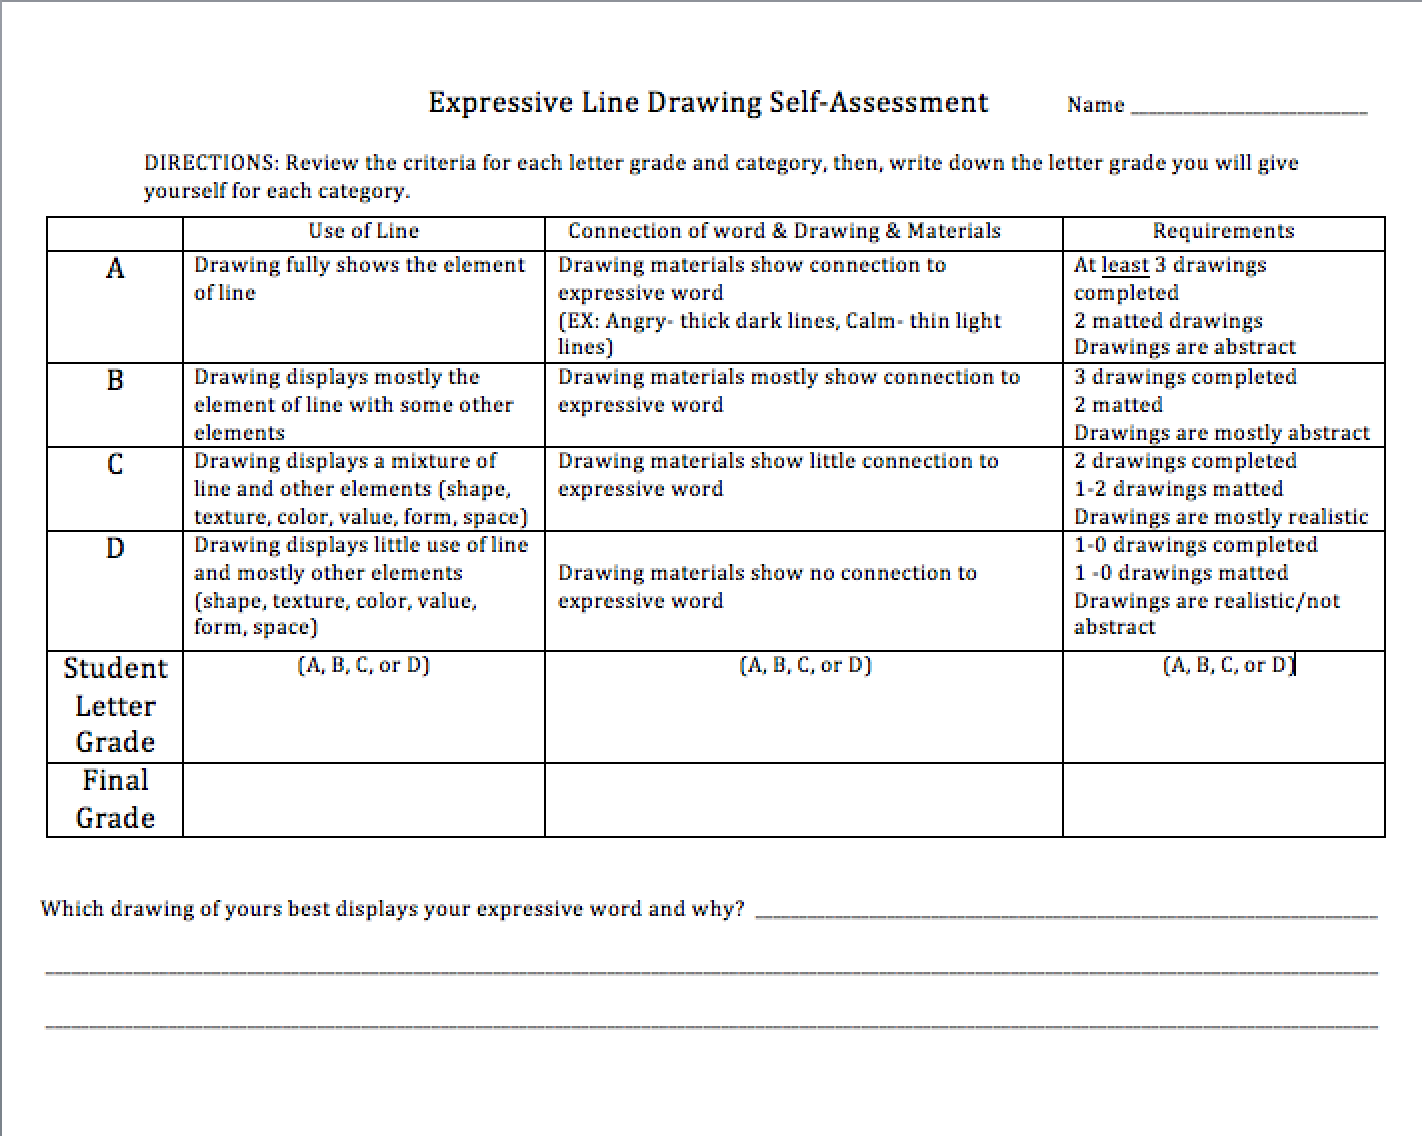 Expressive Line Drawing Self-Assessment
Name ________________________
DIRECTIONS: Review the criteria for each letter grade and category, then, write down the letter grade you will give
yourself for each category.
Use of Line
Connection of word & Drawing & Materials
Requirements
A
Drawing fully shows the element
of line
Drawing materials show connection to
expressive word
(EX: Angry- thick dark lines, Calm- thin light
lines)
At least 3 drawings
completed
2 matted drawings
Drawings are abstract
B
Drawing displays mostly the
element of line with some other
elements
Drawing materials mostly show connection to
expressive word
3 drawings completed
2 matted
Drawings are mostly abstract
C
Drawing displays a mixture of
line and other elements (shape,
texture, color, value, form, space)
Drawing materials show little connection to
expressive word
2 drawings completed
1-2 drawings matted
Drawings are mostly realistic
D
Drawing displays little use of line
and mostly other elements
(shape, texture, color, value,
form, space)
Drawing materials show no connection to
expressive word
1-0 drawings completed
1 -0 drawings matted
Drawings are realistic/not
abstract
Student
Letter
Grade
(A, B, C, or D)
(A, B, C, or D)
(A, B, C, or D)
Final
Grade
Which drawing of yours best displays your expressive word and why? ________________________